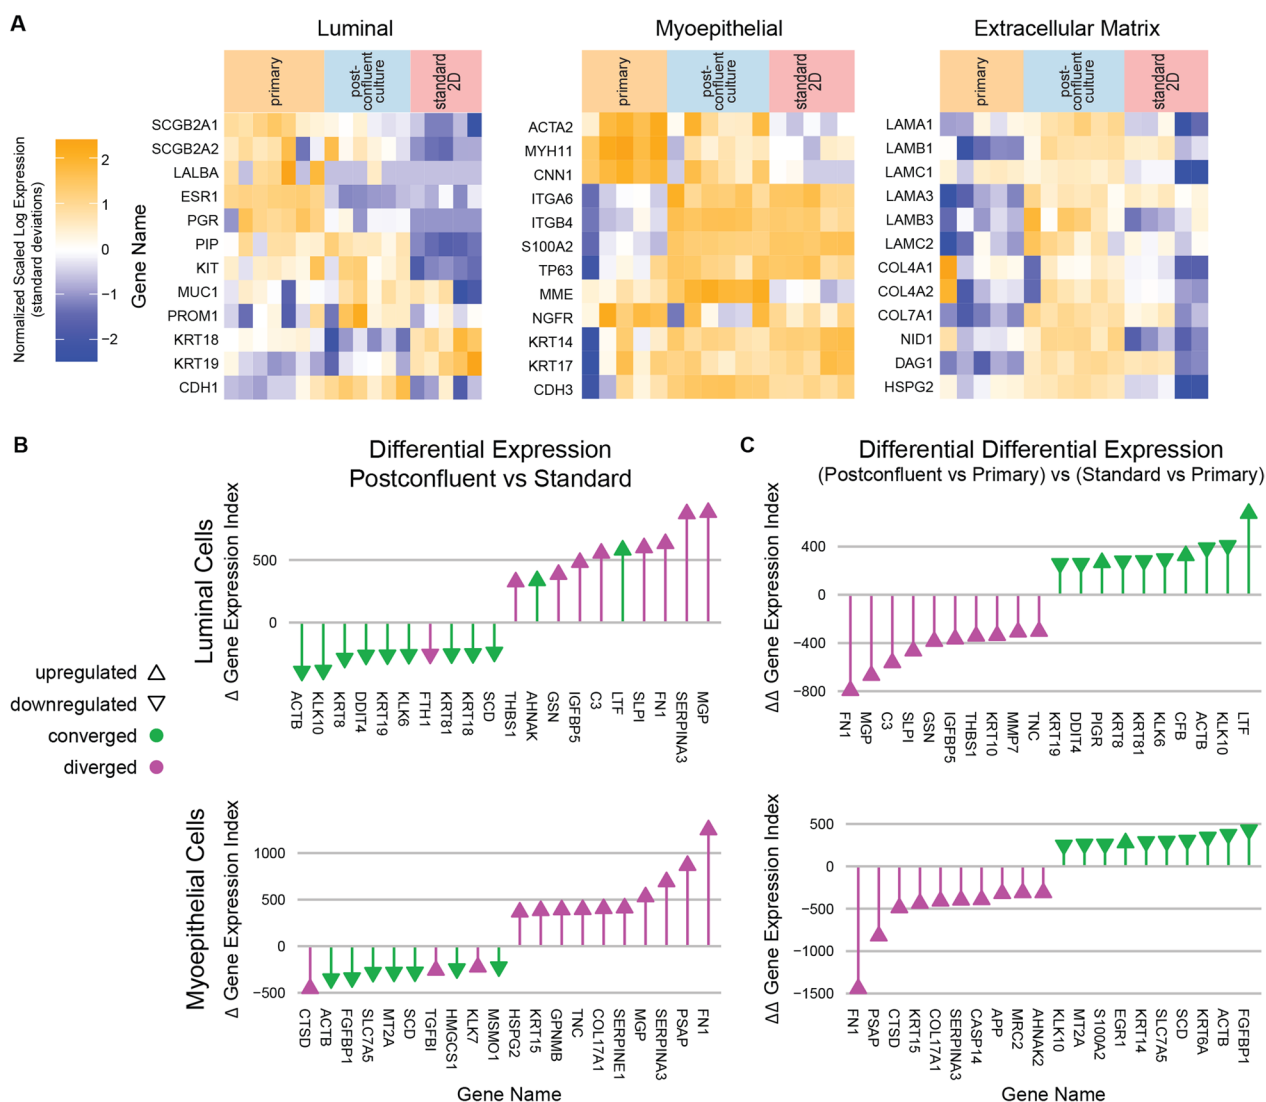 A
Luminal
Myoepithelial
Extracellular Matrix
primary
post-
confluent
culture
standard
2D
primary
post-
confluent
culture
standard
2D
primary
post-
confluent
culture
standard
2D
Normalized Scaled Log Expression
(standard deviations)
2
1
0
−1
−2
Gene Name
SCGB2A1
SCGB2A2
LALBA
ESR1
PGR
PIP
KIT
MUC1
PROM1
KRT18
KRT19
CDH1
ACTA2
MYH11
CNN1
ITGA6
ITGB4
S100A2
TP63
MME
NGFR
KRT14
KRT17
CDH3
LAMA1
LAMB1
LAMC1
LAMA3
LAMB3
LAMC2
COL4A1
COL4A2
COL7A1
NID1
DAG1
HSPG2
B
Differential Expression
Postconfluent vs Standard
upregulated
downregulated
converged
diverged
Luminal Cells
Δ Gene Expression Index
500
0
ACTB
KLK10
KRT8
DDIT4
KRT19
KLK6
FTH1
KRT81
KRT18
SCD
THBS1
AHNAK
GSN
IGFBP5
C3
LTF
SLPI
FN1
SERPINA3
MGP
Myoepithelial Cells
Δ Gene Expression Index
1000
500
0
−500
CTSD
ACTB
FGFBP1
SLC7A5
MT2A
SCD
TGFBI
HMGCS1
KLK7
MSMO1
HSPG2
KRT15
GPNMB
TNC
COL17A1
SERPINE1
MGP
SERPINA3
PSAP
FN1
Gene Name
C
Differential Differential Expression
(Postconfluent vs Primary) vs (Standard vs Primary)
ΔΔ Gene Expression Index
400
0
−400
−800
FN1
MGP
C3
SLPI
GSN
IGFBP5
THBS1
KRT10
MMP7
TNC
KRT19
DDIT4
PIGR
KRT8
KRT81
KLK6
CFB
ACTB
KLK10
LTF
ΔΔ Gene Expression Index
500
0
−500
−1000
−1500
FN1
PSAP
CTSD
KRT15
COL17A1
SERPINA3
CASP14
APP
MRC2
AHNAK2
KLK10
MT2A
S100A2
EGR1
KRT14
SLC7A5
SCD
KRT6A
ACTB
FGFBP1
Gene Name